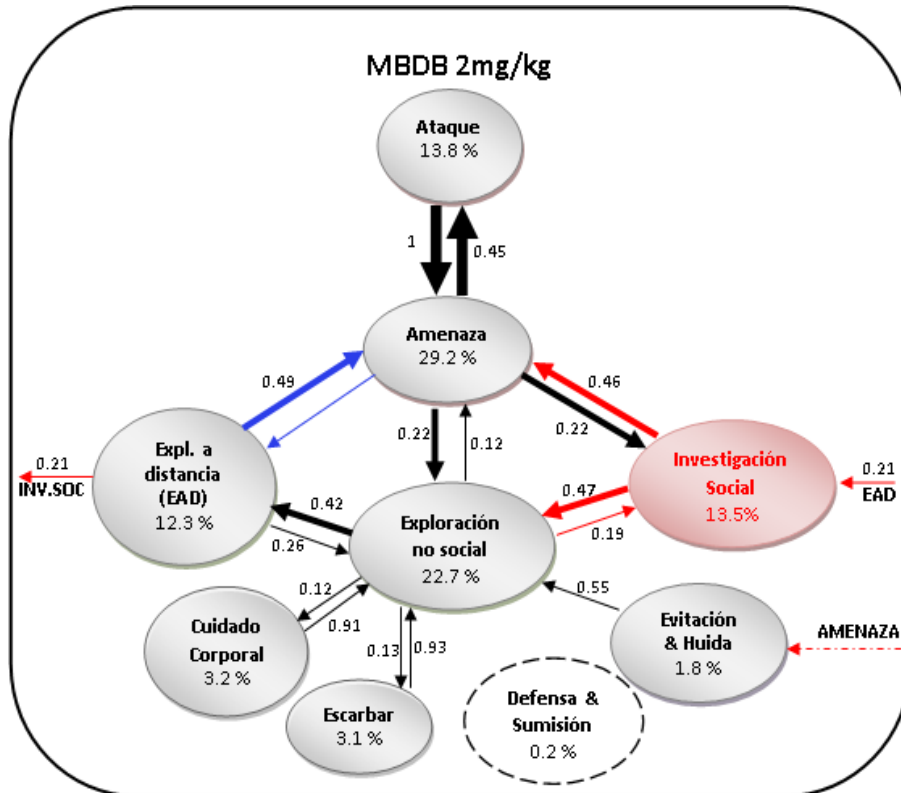 MBDB 2mg/kg
Ataque
13.8 %
1
0.45
Amenaza
29.2 %
0.49
0.46
0.22
0.12
0.22
Expl. a
distancia
(EAD)
12.3 %
0.21
INV.SOC
Investigación
Social
13.5%
0.21
EAD
0.42
0.47
0.26
0.19
Exploración
no social
22.7 %
0.12
0.91
0.13
0.93
0.55
Cuidado
Corporal
3.2 %
Evitación
& Huida
1.8 %
AMENAZA
Escarbar
3.1 %
Defensa &
Sumisión
0.2 %